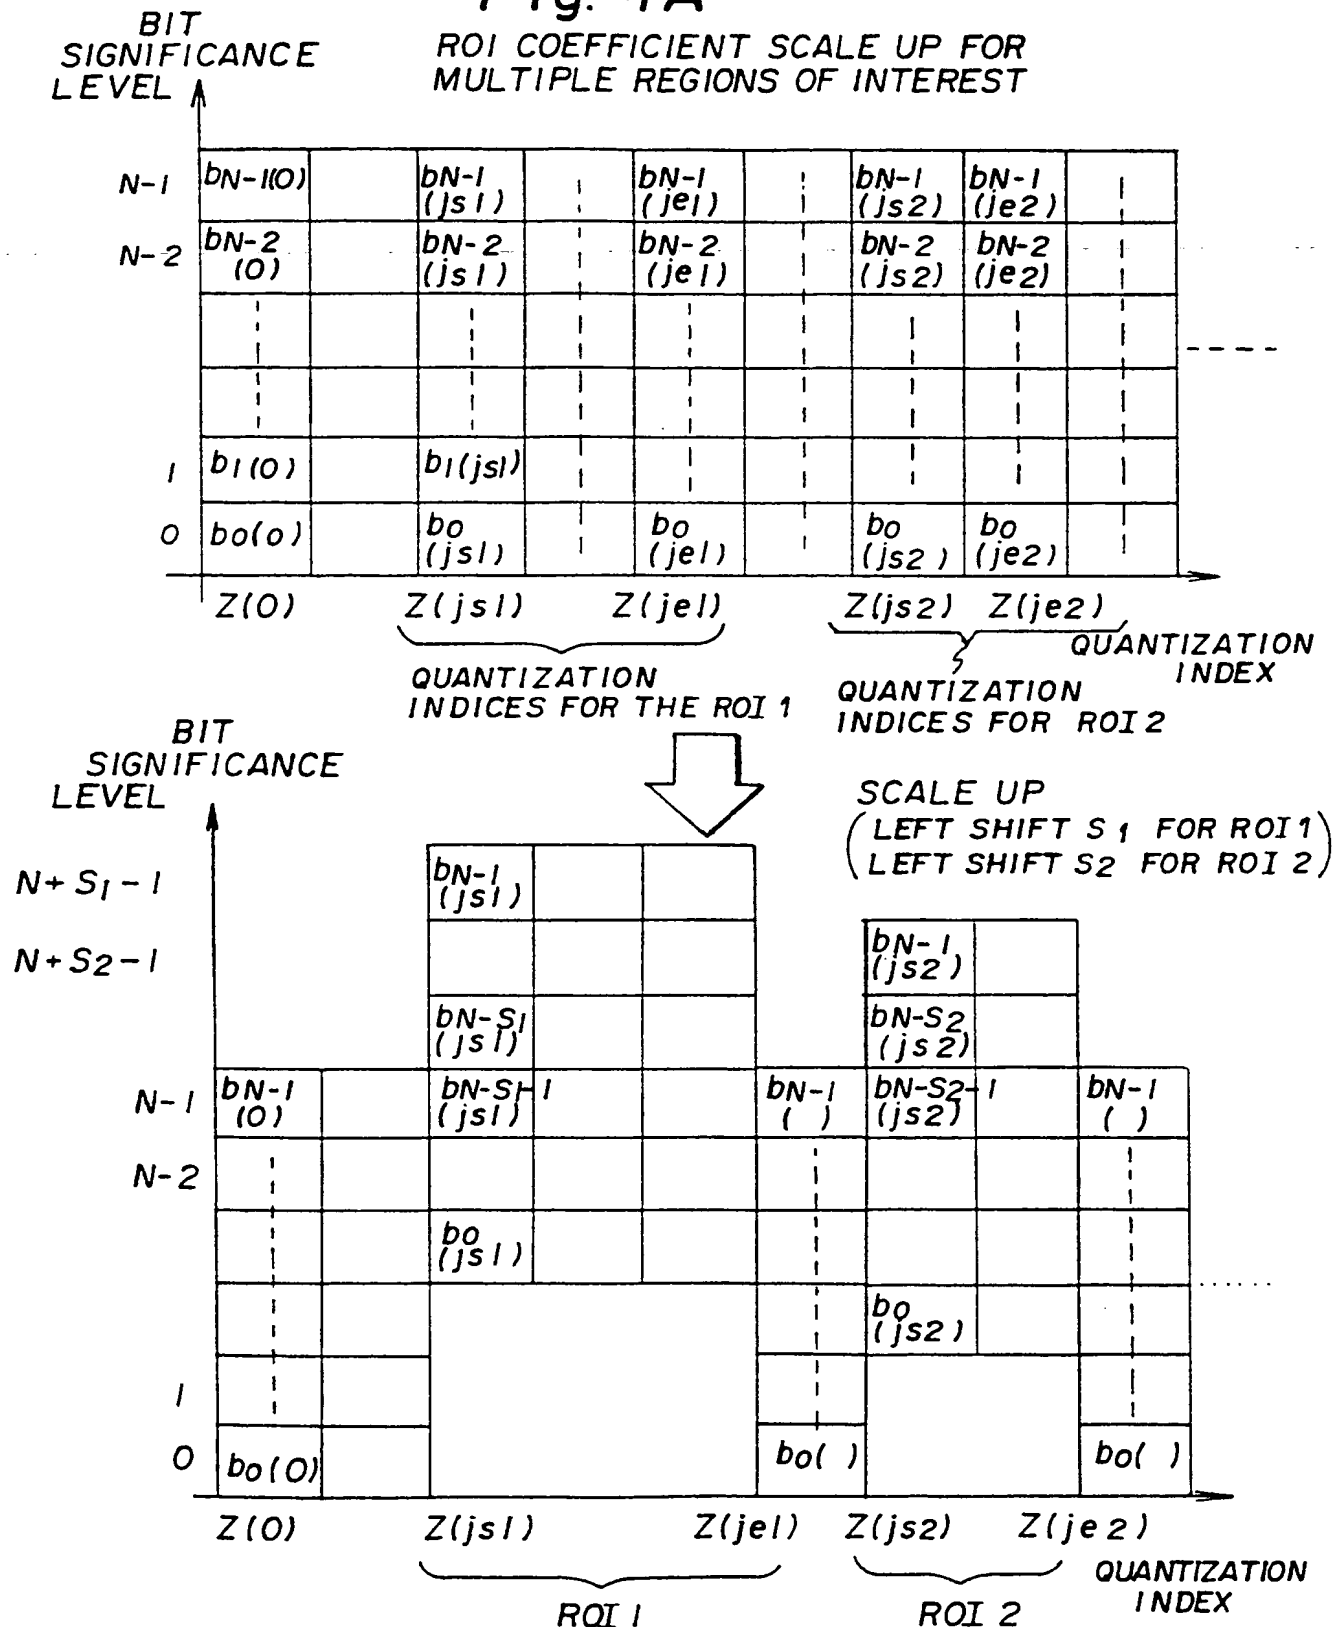 Fig. 4A
BIT
SIGNIFICANCE
LEVEL
ROI COEFFICIENT SCALE UP FOR
MULTIPLE REGIONS OF INTEREST
N-1
bN-1(0)
bN-1
(js1)
bN-1
(je1)
bN-1
(js2)
bN-1
(je2)
N-2
bN-2
(0)
bN-2
(js1)
bN-2
(je1)
bN-2
(js2)
bN-2
(je2)
1
b1(0)
b1(js1)
0
b0(0)
b0
(js1)
b0
(je1)
b0
(js2)
b0
(je2)
Z(0)
Z(js1)
Z(je1)
Z(js2)
Z(je2)
QUANTIZATION
INDEX
QUANTIZATION
INDICES FOR THE ROI 1
QUANTIZATION
INDICES FOR ROI 2
BIT
SIGNIFICANCE
LEVEL
SCALE UP
(LEFT SHIFT S1 FOR ROI 1)
(LEFT SHIFT S2 FOR ROI 2)
N+S1-1
bN-1
(js1)
N+S2-1
bN-1
(js2)
bN-S1
(js1)
bN-S2
(js2)
N-1
bN-1
(0)
bN-S1-1
(js1)
bN-1
( )
bN-S2-1
(js2)
bN-1
( )
N-2
b0
(js1)
b0
(js2)
1
0
b0(0)
b0( )
b0( )
Z(0)
Z(js1)
Z(je1)
Z(js2)
Z(je2)
QUANTIZATION
INDEX
ROI 1
ROI 2